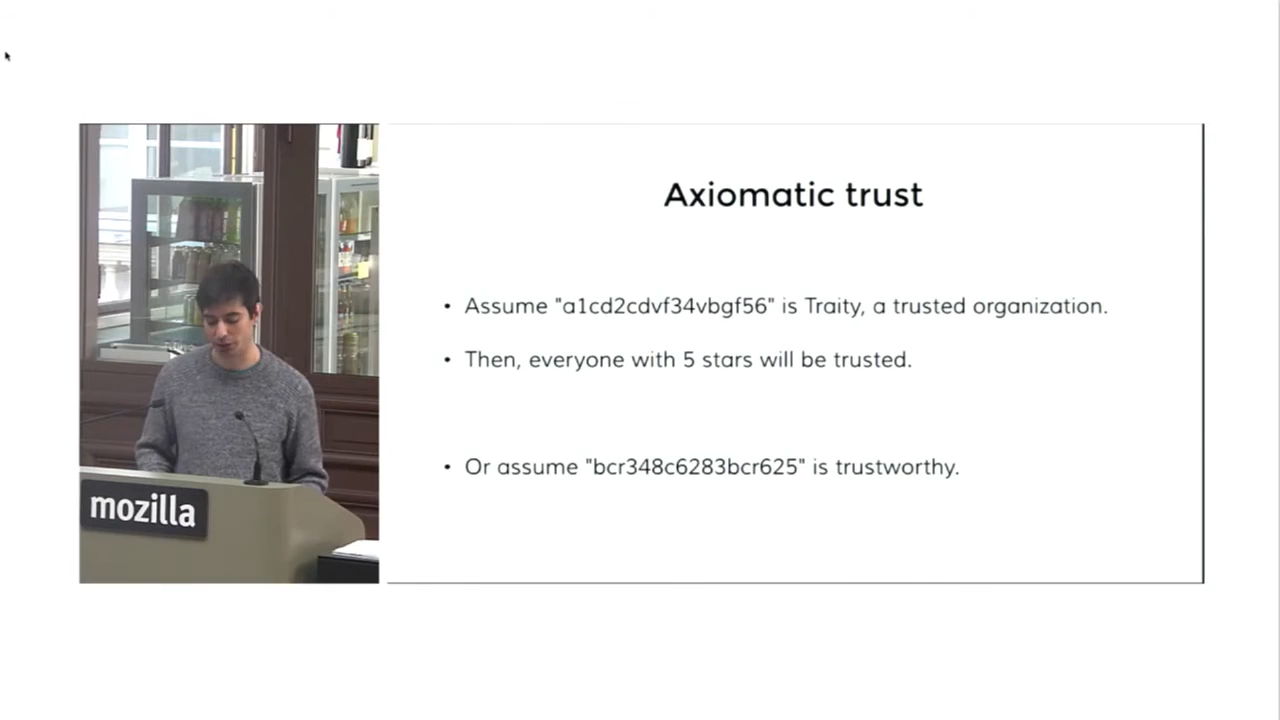 Axiomatic trust
• Assume "a1cd2cdvf34vbgf56" is Traity, a trusted organization.
• Then, everyone with 5 stars will be trusted.
• Or assume "bcr348c6283bcr625" is trustworthy.
mozilla